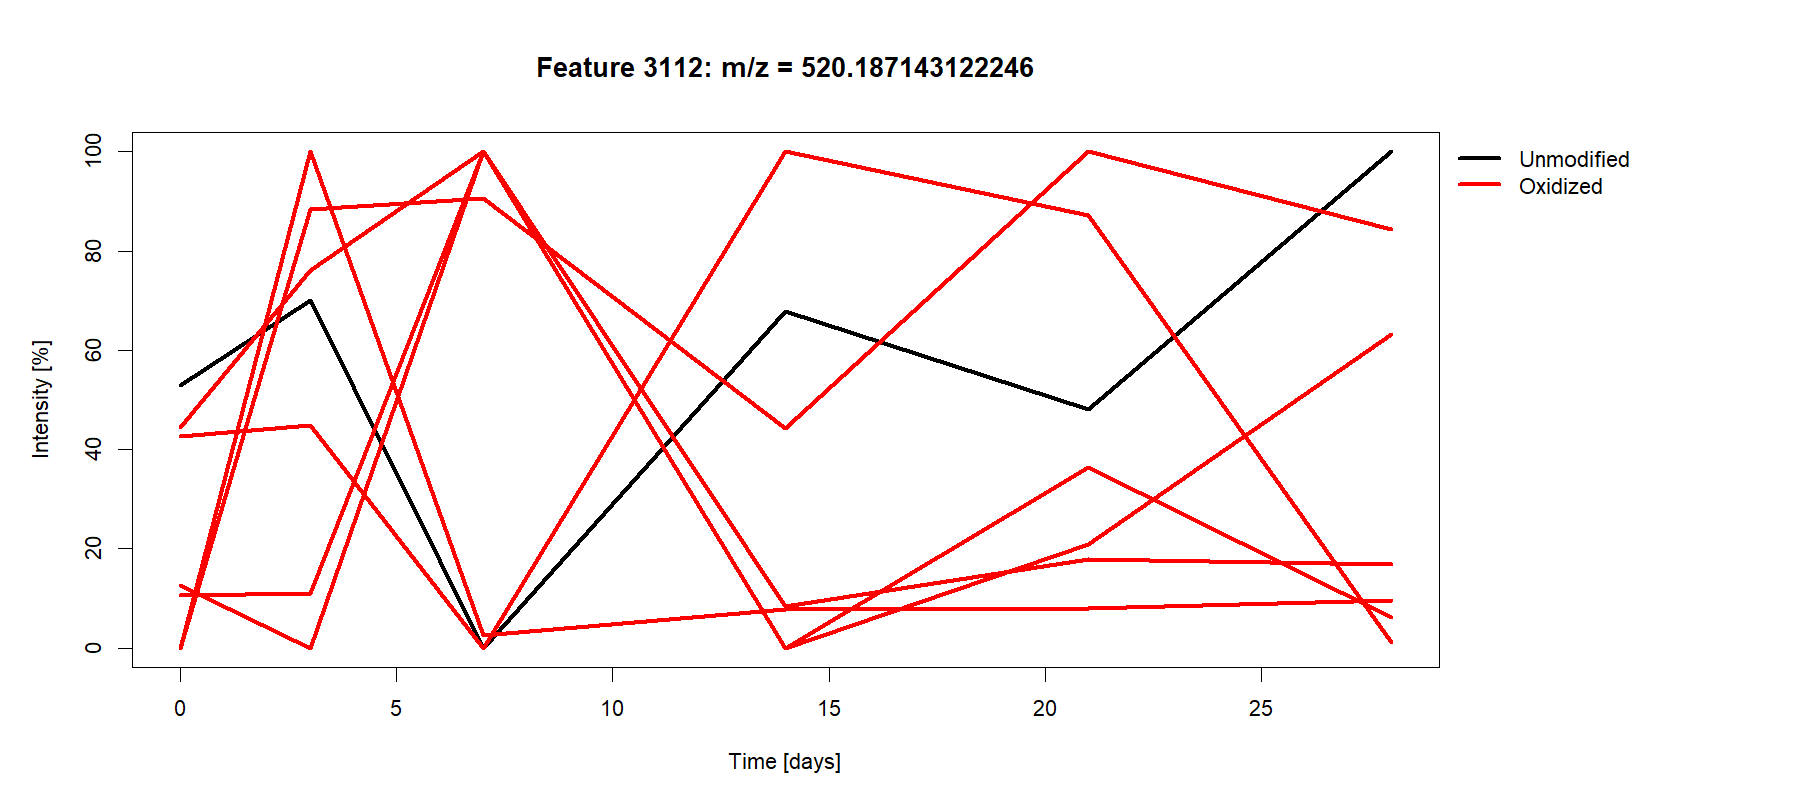 Feature 3112: m/z = 520.187143122246
Unmodified
Oxidized
Intensity [%]
100
80
60
40
20
0
0 5 10 15 20 25
Time [days]